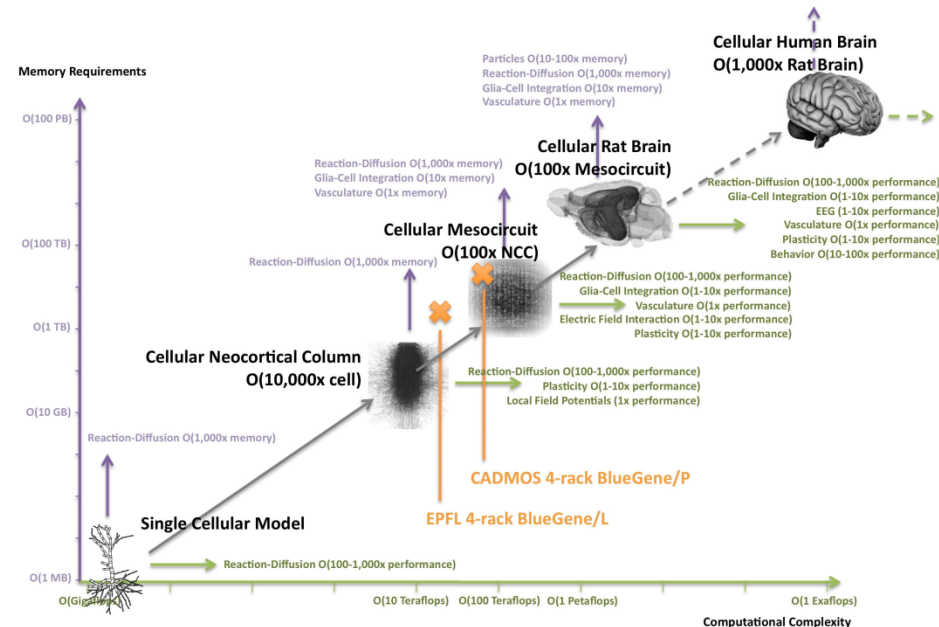 Cellular Human Brain
O(1,000x Rat Brain)
Particles O(10-100x memory)
Reaction-Diffusion O(1,000x memory)
Glia-Cell Integration O(10x memory)
Vasculature O(1x memory)
Memory Requirements
O(100 PB)
Cellular Rat Brain
O(100x Mesocircuit)
Reaction-Diffusion O(1,000x memory)
Glia-Cell Integration O(10x memory)
Vasculature O(1x memory)
Reaction-Diffusion O(100-1,000x performance)
Glia-Cell Integration O(1-10x performance)
EEG (1-10x performance)
Vasculature O(1x performance)
Plasticity O(1-10x performance)
Behavior O(10-100x performance)
Cellular Mesocircuit
O(100x NCC)
O(100 TB)
Reaction-Diffusion O(1,000x memory)
Reaction-Diffusion O(100-1,000x performance)
Glia-Cell Integration O(1-10x performance)
Vasculature O(1x performance)
Electric Field Interaction O(1-10x performance)
Plasticity O(1-10x performance)
O(1 TB)
Cellular Neocortical Column
O(10,000x cell)
Reaction-Diffusion O(100-1,000x performance)
Plasticity O(1-10x performance)
Local Field Potentials (1x performance)
O(10 GB)
Reaction-Diffusion O(1,000x memory)
CADMOS 4-rack BlueGene/P
EPFL 4-rack BlueGene/L
Single Cellular Model
Reaction-Diffusion O(100-1,000x performance)
O(1 MB)
O(Gigaflops)
O(10 Teraflops)
O(100 Teraflops)
O(1 Petaflops)
O(1 Exaflops)
Computational Complexity